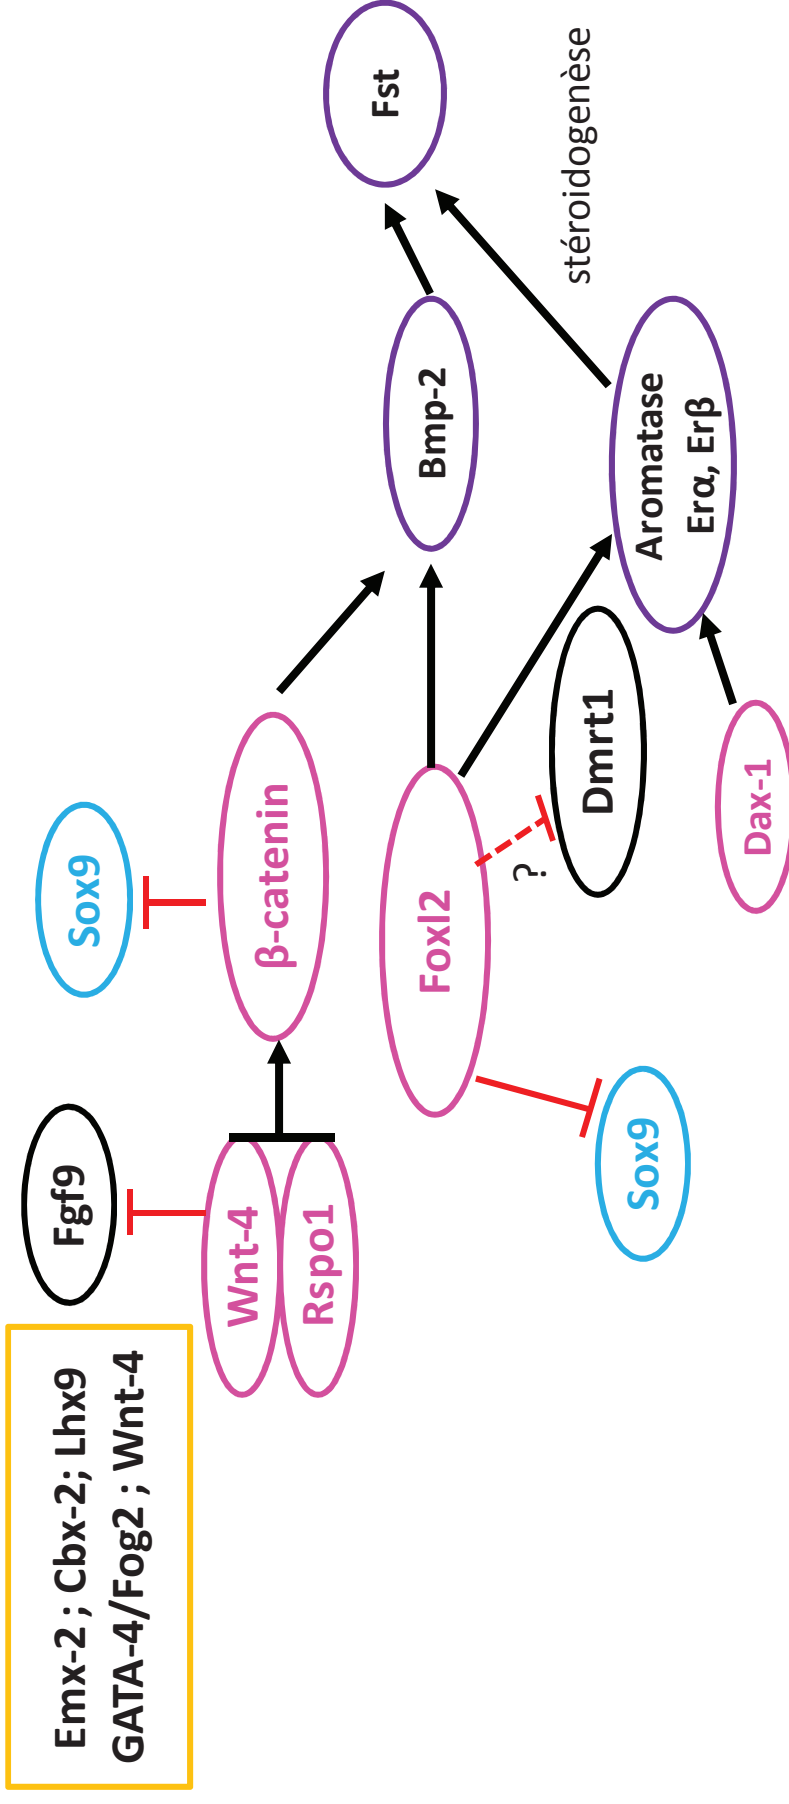 Emx-2 ; Cbx-2; Lhx9
GATA-4/Fog2 ; Wnt-4
Fgf9
Sox9
Wnt-4
Rspo1
β-catenin
Foxl2
Bmp-2
Fst
?
Sox9
Dmrt1
Aromatase
Erα, Erβ
stéroidogenèse
Dax-1